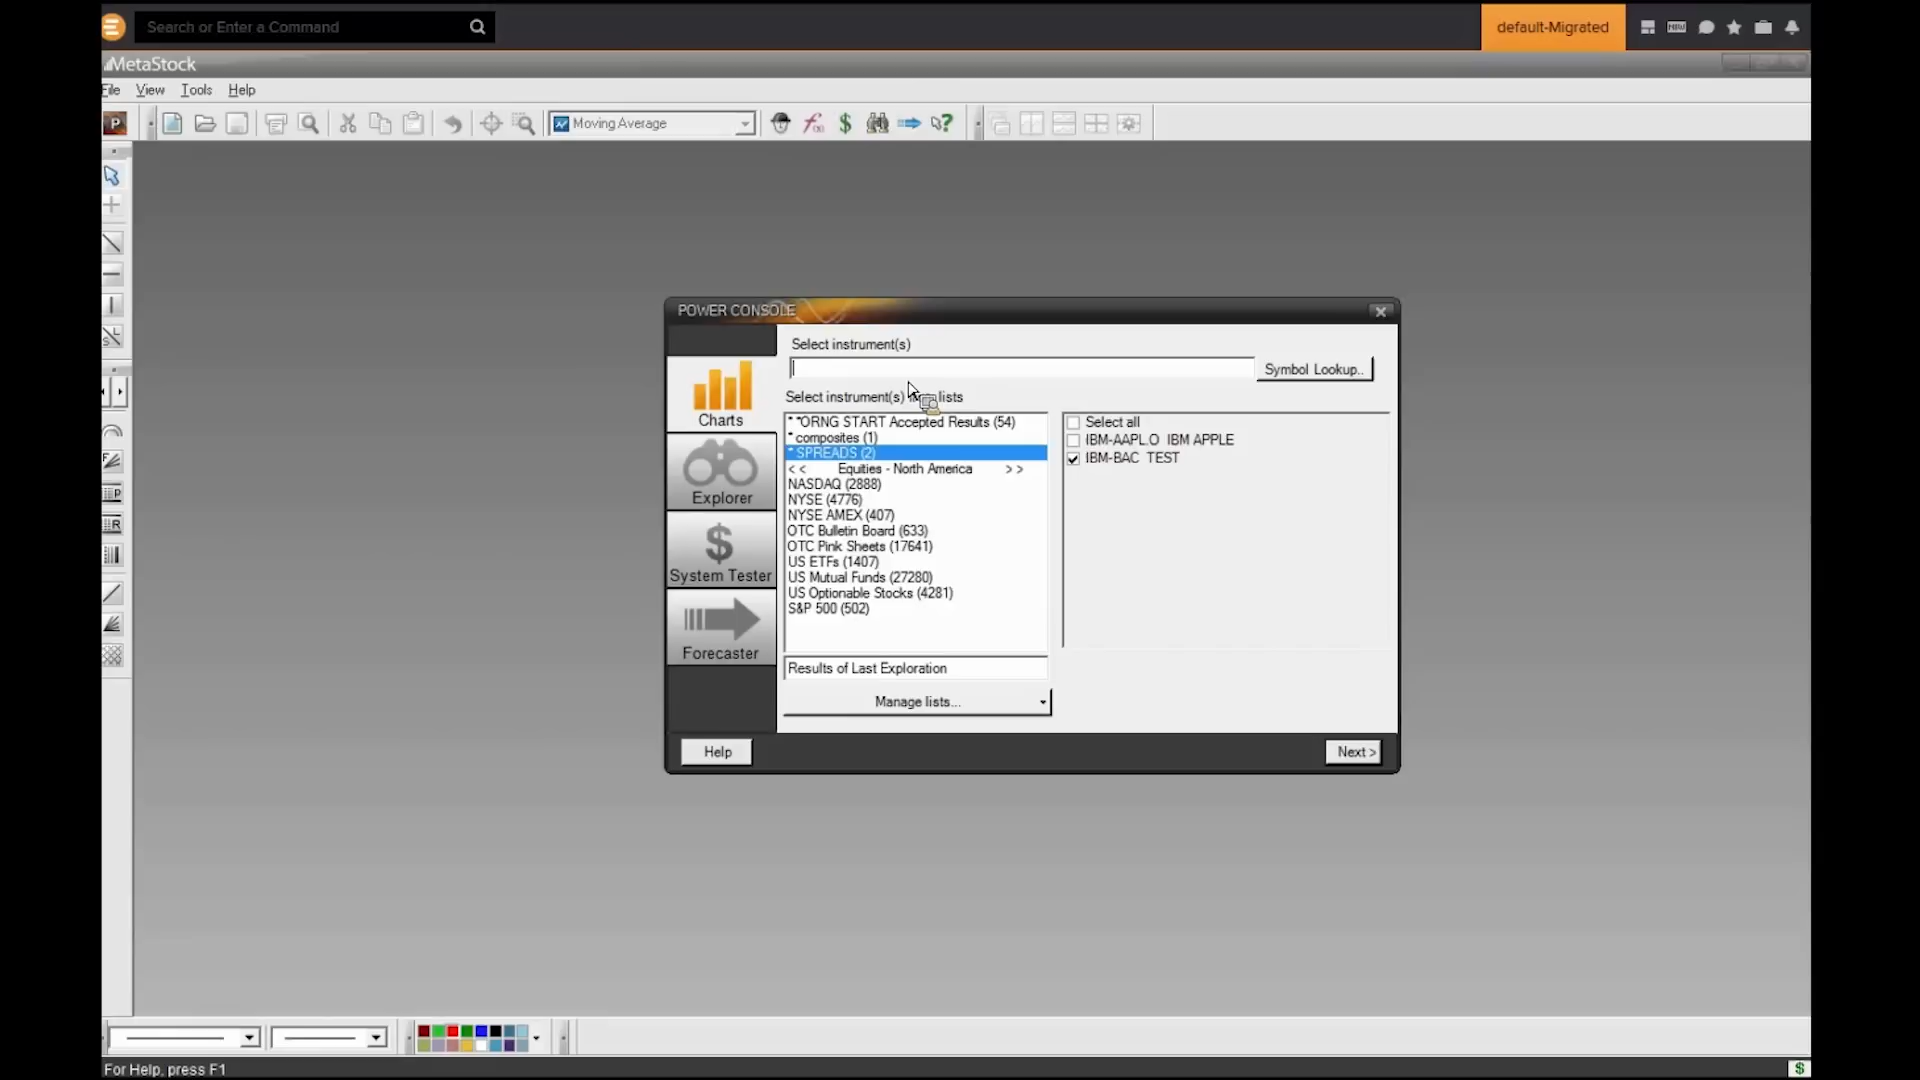 Search or Enter a Command
default-Migrated
NEW
MetaStock
File View Tools Help
P
Moving Average
POWER CONSOLE
Select instrument(s)
Symbol Lookup..
Select instrument(s) lists
Charts
Explorer
System Tester
Forecaster
* *ORNG START Accepted Results (54)
* composites (1)
* SPREADS (2)
<< Equities - North America >>
NASDAQ (2888)
NYSE (4776)
NYSE AMEX (407)
OTC Bulletin Board (633)
OTC Pink Sheets (17641)
US ETFs (1407)
US Mutual Funds (27280)
US Optionable Stocks (4281)
S&P 500 (502)
Results of Last Exploration
Manage lists...
Select all
IBM-AAPL.O IBM APPLE
IBM-BAC TEST
Help
Next >
For Help, press F1